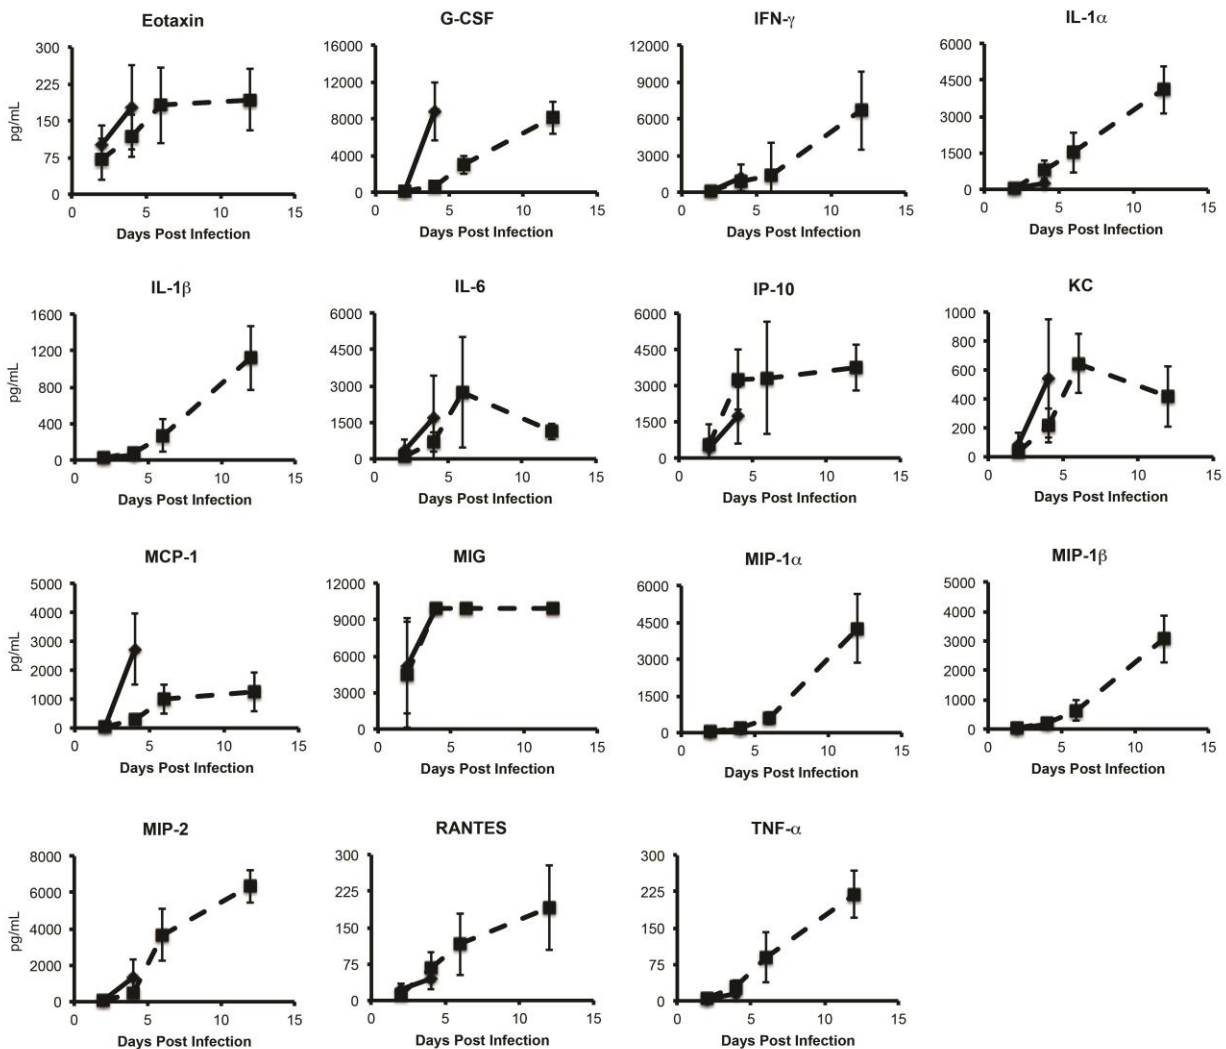 Eotaxin
300
225
150
75
0
pg/mL
0 5 10 15
Days Post Infection
G-CSF
16000
12000
8000
4000
0
0 5 10 15
Days Post Infection
IFN-γ
12000
9000
6000
3000
0
0 5 10 15
Days Post Infection
IL-1α
6000
4500
3000
1500
0
0 5 10 15
Days Post Infection
IL-1β
1600
1200
800
400
0
pg/mL
0 5 10 15
Days Post Infection
IL-6
6000
4500
3000
1500
0
0 5 10 15
Days Post Infection
IP-10
6000
4500
3000
1500
0
0 5 10 15
Days Post Infection
KC
1000
800
600
400
200
0
0 5 10 15
Days Post Infection
MCP-1
5000
4000
3000
2000
1000
0
pg/mL
0 5 10 15
Days Post Infection
MIG
12000
9000
6000
3000
0
0 5 10 15
Days Post Infection
MIP-1α
6000
4500
3000
1500
0
0 5 10 15
Days Post Infection
MIP-1β
5000
4000
3000
2000
1000
0
0 5 10 15
Days Post Infection
MIP-2
8000
6000
4000
2000
0
pg/mL
0 5 10 15
Days Post Infection
RANTES
300
225
150
75
0
0 5 10 15
Days Post Infection
TNF-α
300
225
150
75
0
0 5 10 15
Days Post Infection